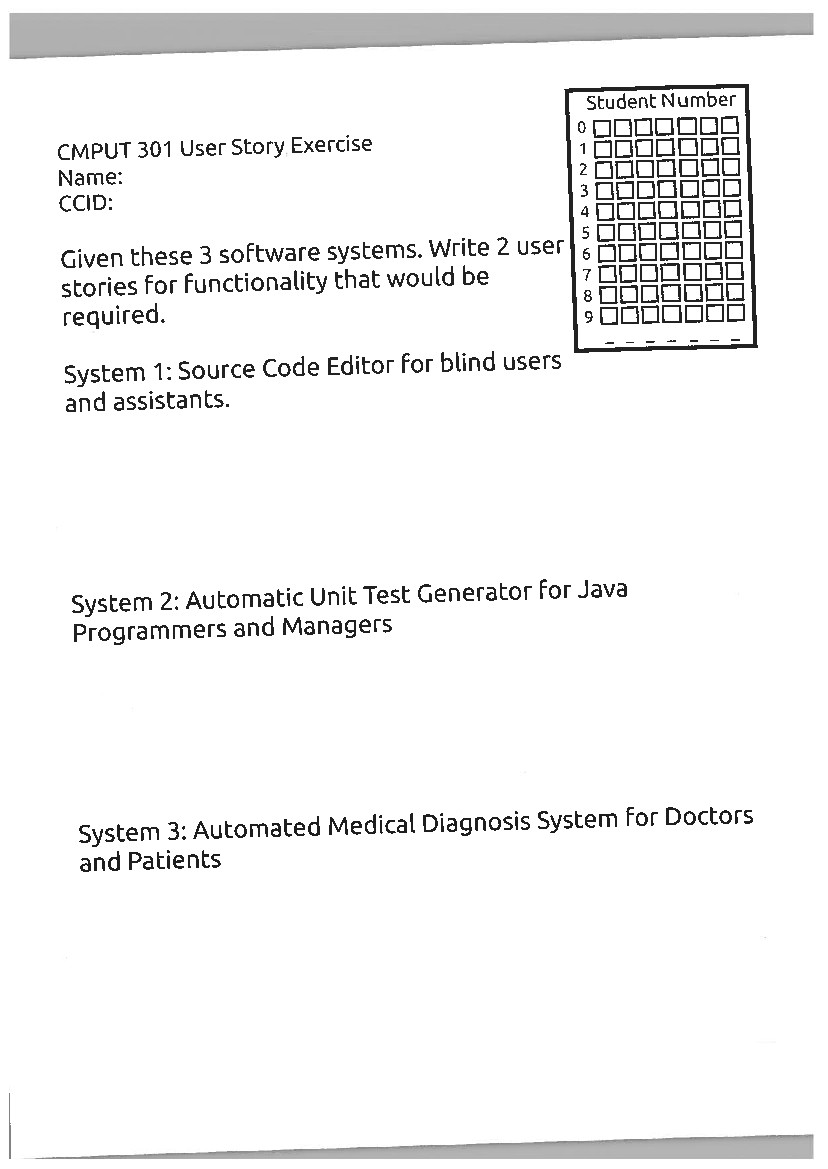 CMPUT 301 User Story Exercise
Name:
CCID:
Student Number
0
1
2
3
4
5
6
7
8
9
_ _ _ _ _ _ _
Given these 3 software systems. Write 2 user
stories for functionality that would be
required.
System 1: Source Code Editor for blind users
and assistants.
System 2: Automatic Unit Test Generator for Java
Programmers and Managers
System 3: Automated Medical Diagnosis System for Doctors
and Patients